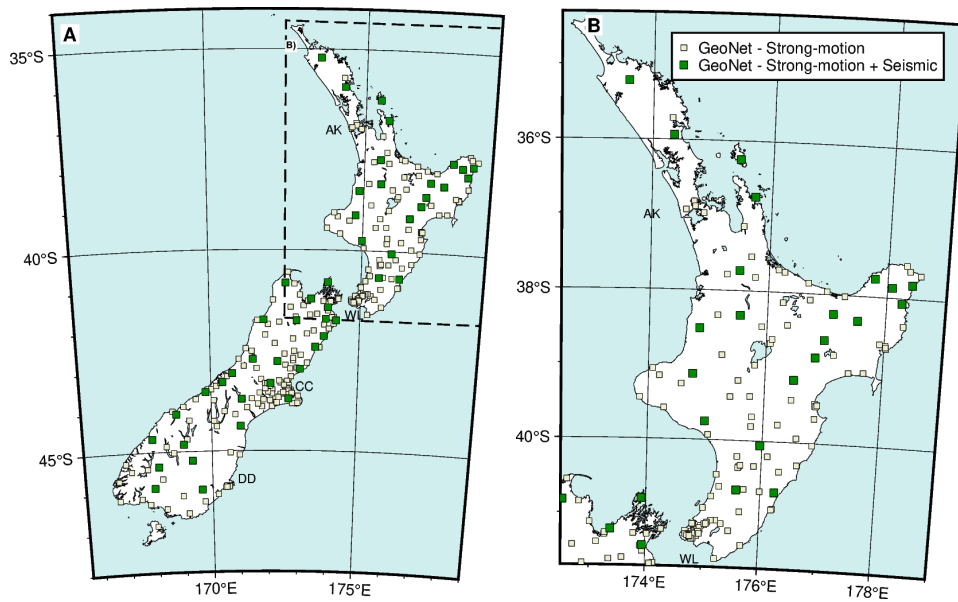 A
B
B)
GeoNet - Strong-motion
GeoNet - Strong-motion + Seismic
35°S
40°S
45°S
170°E
175°E
AK
WL
CC
DD
36°S
38°S
40°S
174°E
176°E
178°E
AK
WL